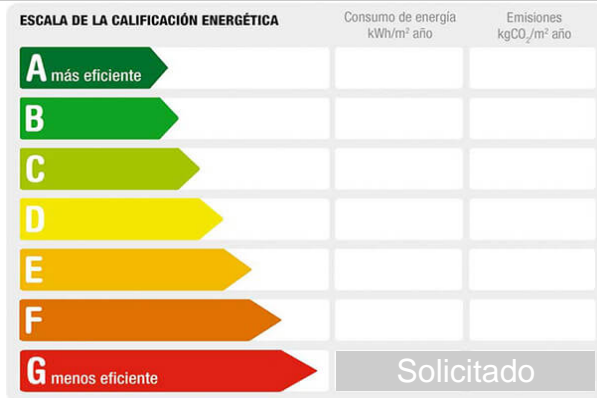 ESCALA DE LA CALIFICACIÓN ENERGÉTICA
Consumo de energía
kWh/m² año
Emisiones
kgCO₂/m² año
A más eficiente
B
C
D
E
F
G menos eficiente
Solicitado